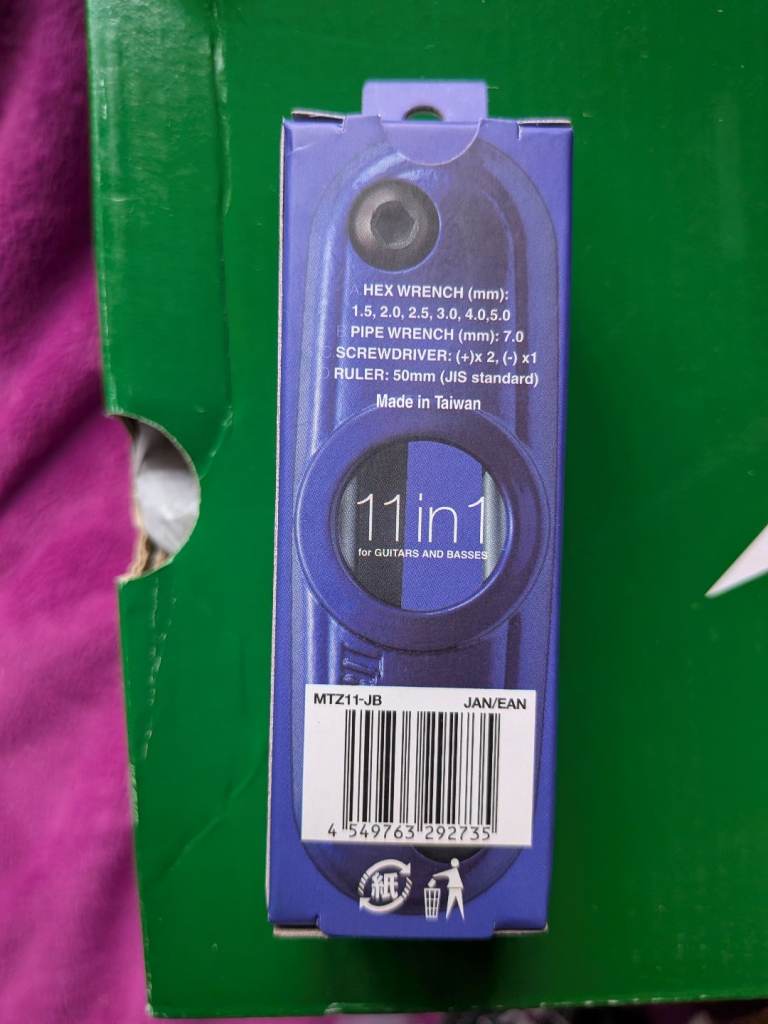 A HEX WRENCH (mm):
1.5, 2.0, 2.5, 3.0, 4.0,5.0
B PIPE WRENCH (mm): 7.0
C SCREWDRIVER: (+)x 2, (-) x1
D RULER: 50mm (JIS standard)
Made in Taiwan
11in1
for GUITARS AND BASSES
MTZ11-JB JAN/EAN
4 549763 292735
紙